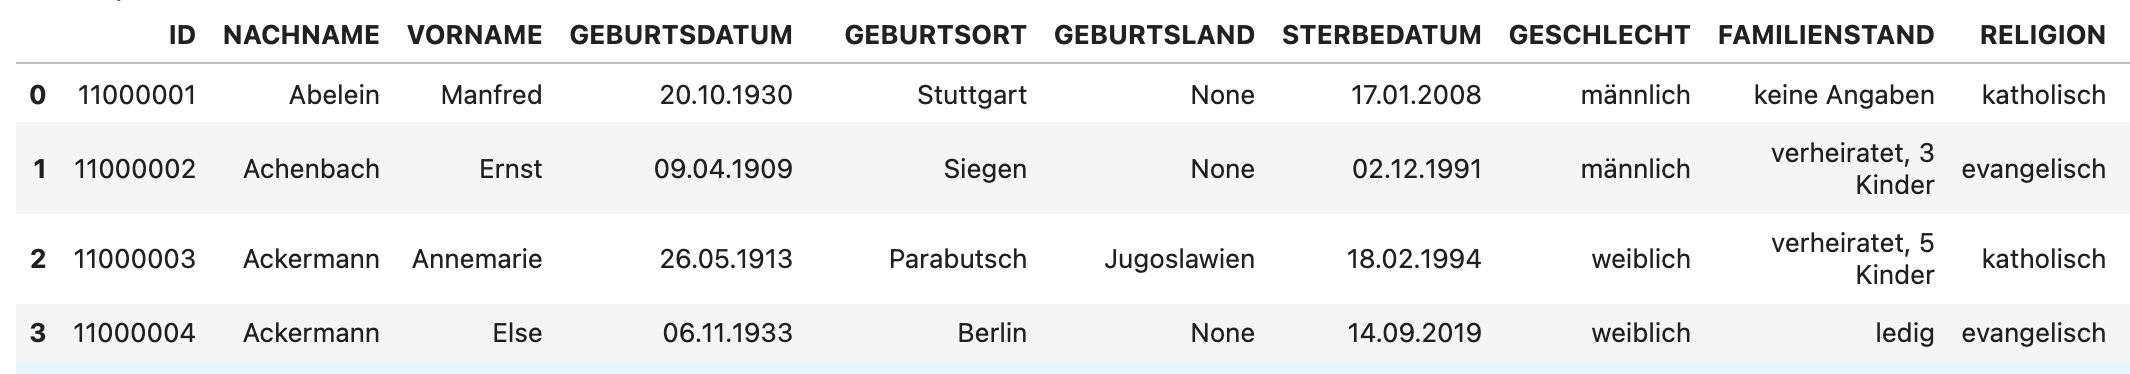 ID NACHNAME VORNAME GEBURTSDATUM GEBURTSORT GEBURTSLAND STERBEDATUM GESCHLECHT FAMILIENSTAND RELIGION
0 11000001 Abelein Manfred 20.10.1930 Stuttgart None 17.01.2008 männlich keine Angaben katholisch
1 11000002 Achenbach Ernst 09.04.1909 Siegen None 02.12.1991 männlich verheiratet, 3
Kinder evangelisch
2 11000003 Ackermann Annemarie 26.05.1913 Parabutsch Jugoslawien 18.02.1994 weiblich verheiratet, 5
Kinder katholisch
3 11000004 Ackermann Else 06.11.1933 Berlin None 14.09.2019 weiblich ledig evangelisch